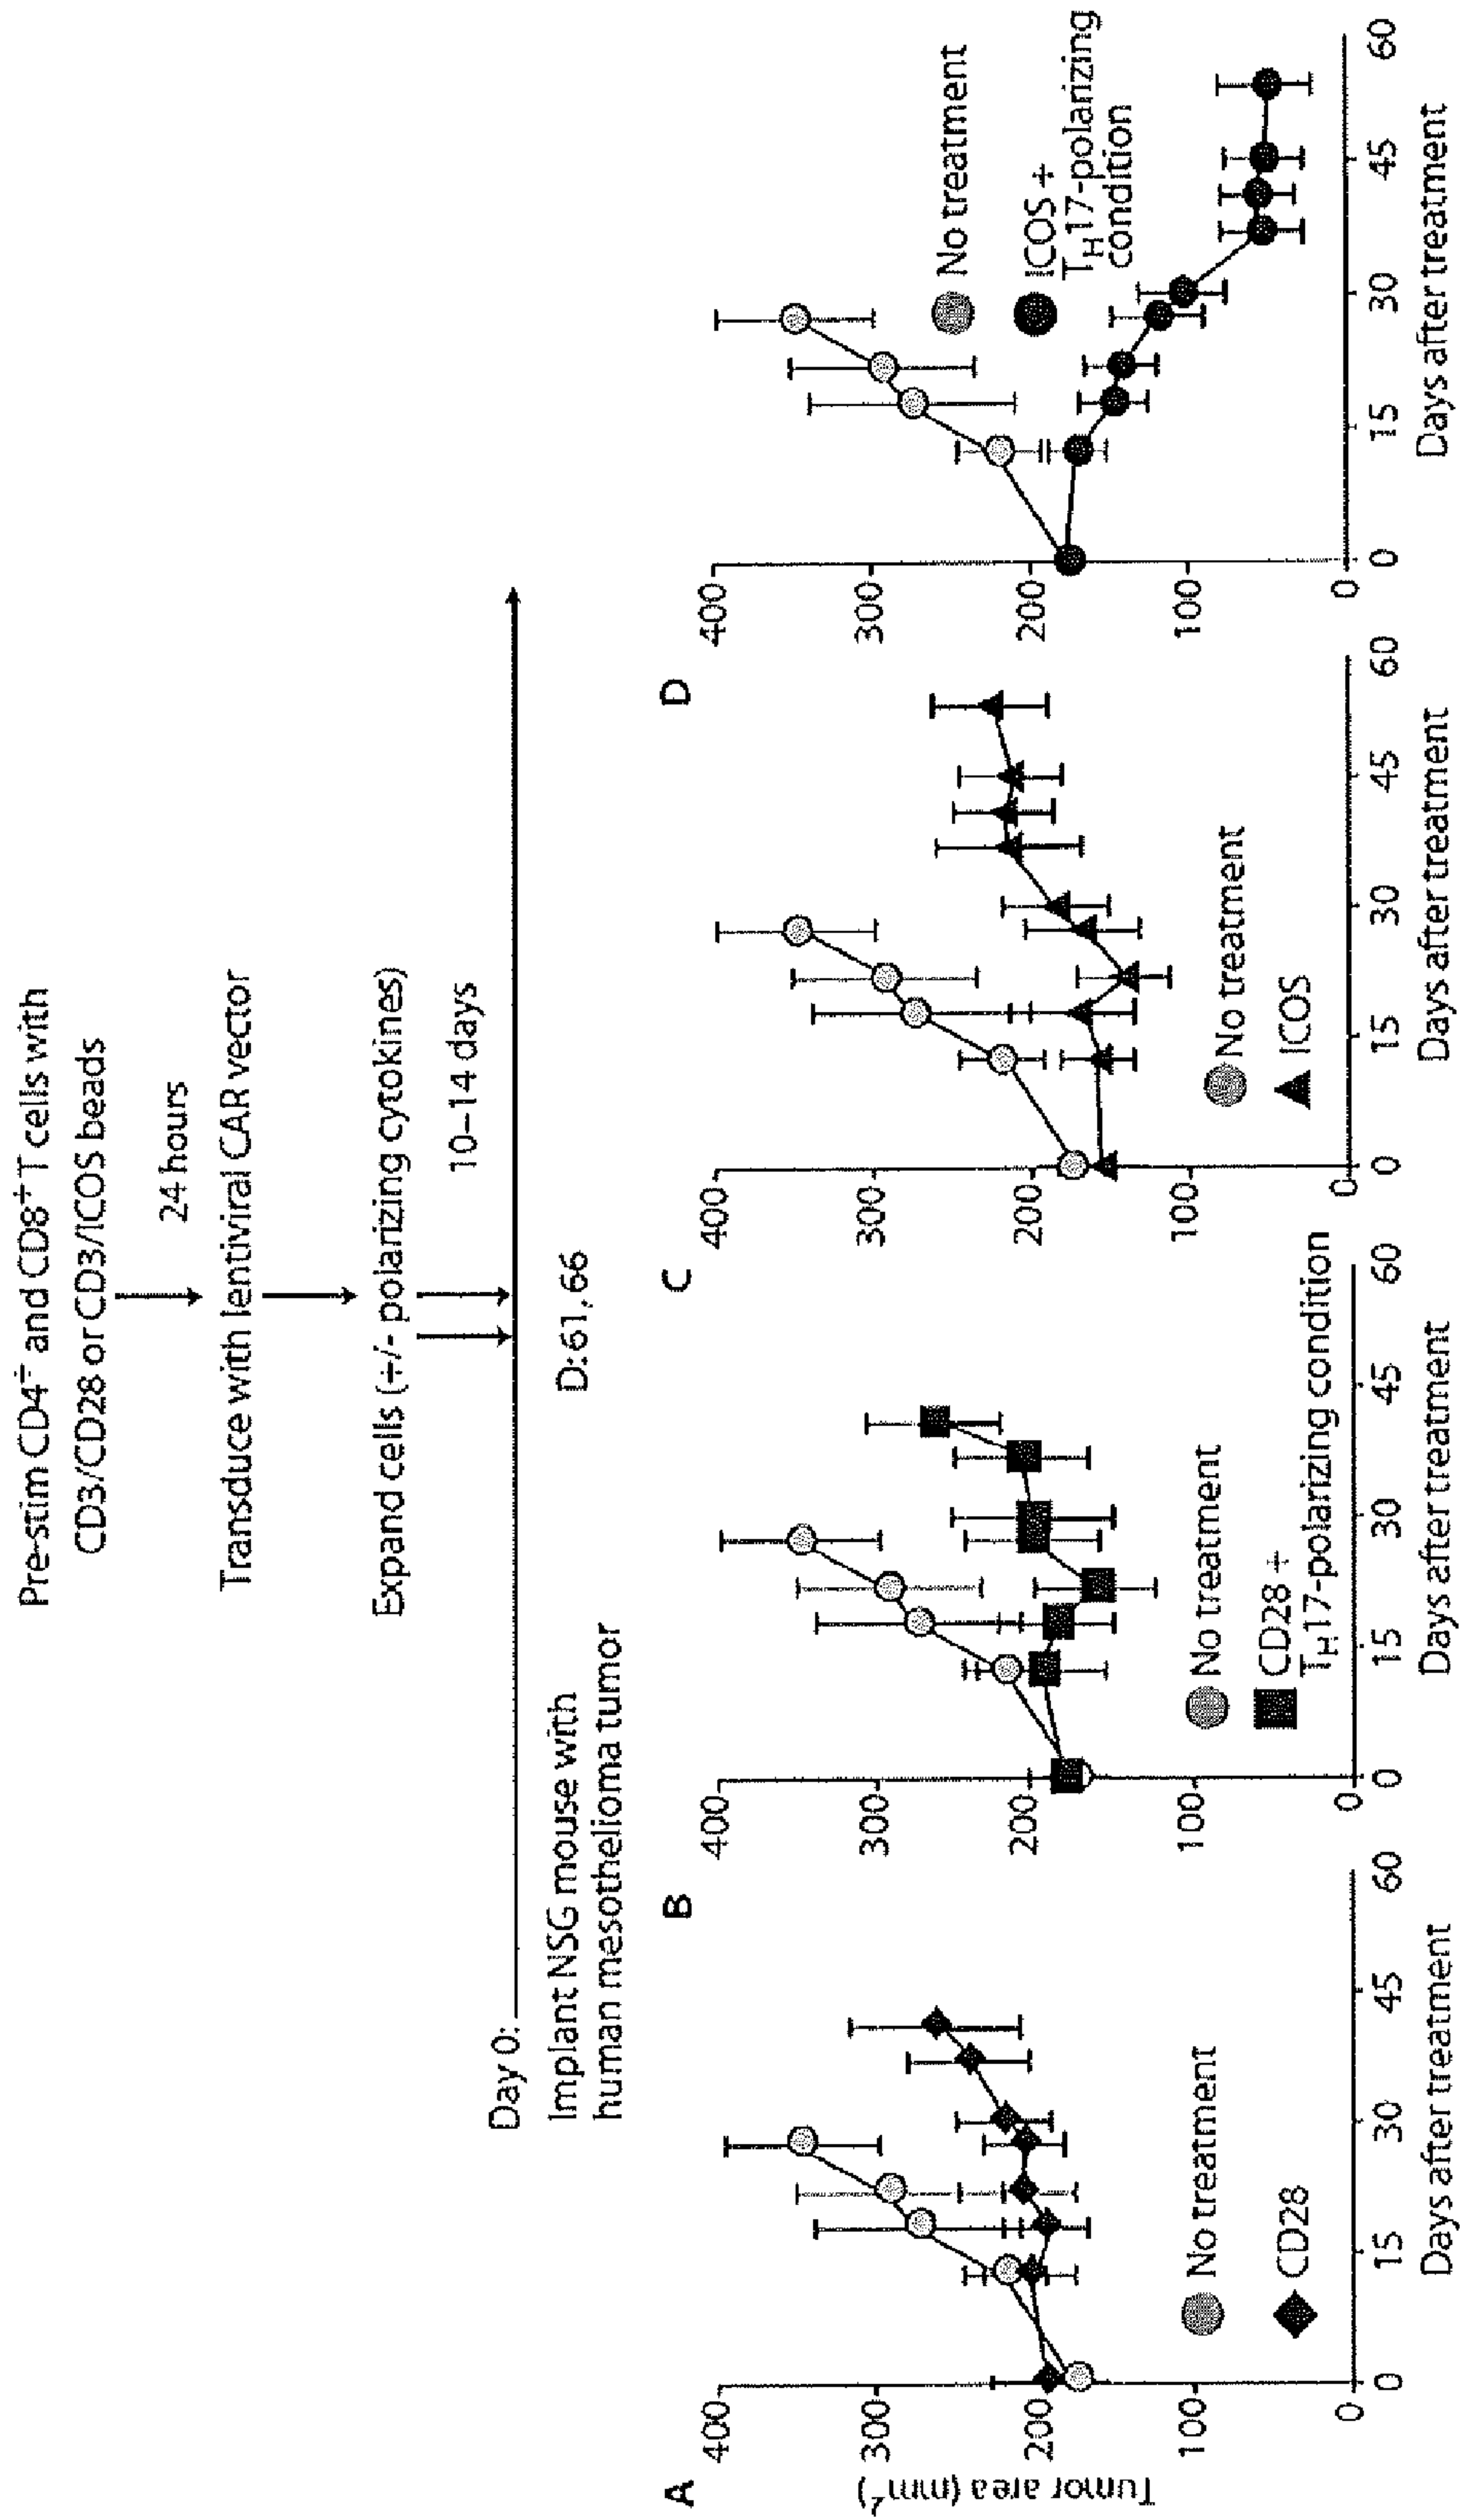 Pre-stim CD4⁺ and CD8⁺ T cells with
CD3/CD28 or CD3/ICOS beads
24 hours
Transduce with lentiviral CAR vector
Expand cells (+/- polarizing cytokines)
10–14 days
Day 0:
Implant NSG mouse with
human mesothelioma tumor
D:61, 66
A
Tumor area (mm²)
400
300
200
100
0
0
15
30
45
60
Days after treatment
No treatment
CD28
B
400
300
200
100
0
0
15
30
45
60
Days after treatment
No treatment
CD28 +
T_H17-polarizing condition
C
400
300
200
100
0
0
15
30
45
60
Days after treatment
No treatment
ICOS
D
400
300
200
100
0
0
15
30
45
60
Days after treatment
No treatment
ICOS +
T_H17-polarizing
condition